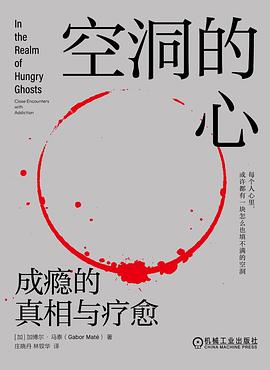 In
the
Realm
of
Hungry
Ghosts
Close Encounters
with
Addiction
空洞的
心
每个人心里，
或许都有一块怎么也填不满的空洞
成瘾的
真相与疗愈
[加] 加博尔·马泰（Gabor Maté）著
庄晓丹 林钗华 译
机械工业出版社
CHINA MACHINE PRESS